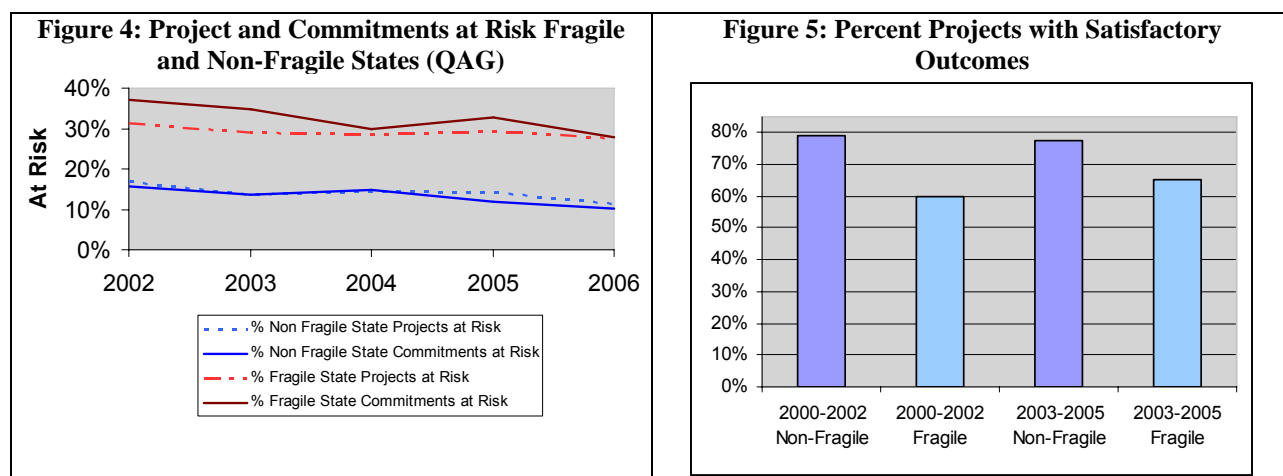 Figure 4: Project and Commitments at Risk Fragile
and Non-Fragile States (QAG)
At Risk
40%
30%
20%
10%
0%
2002 2003 2004 2005 2006
% Non Fragile State Projects at Risk
% Non Fragile State Commitments at Risk
% Fragile State Projects at Risk
% Fragile State Commitments at Risk
Figure 5: Percent Projects with Satisfactory
Outcomes
80%
70%
60%
50%
40%
30%
20%
10%
0%
2000-2002 2000-2002 2003-2005 2003-2005
Non-Fragile Fragile Non-Fragile Fragile